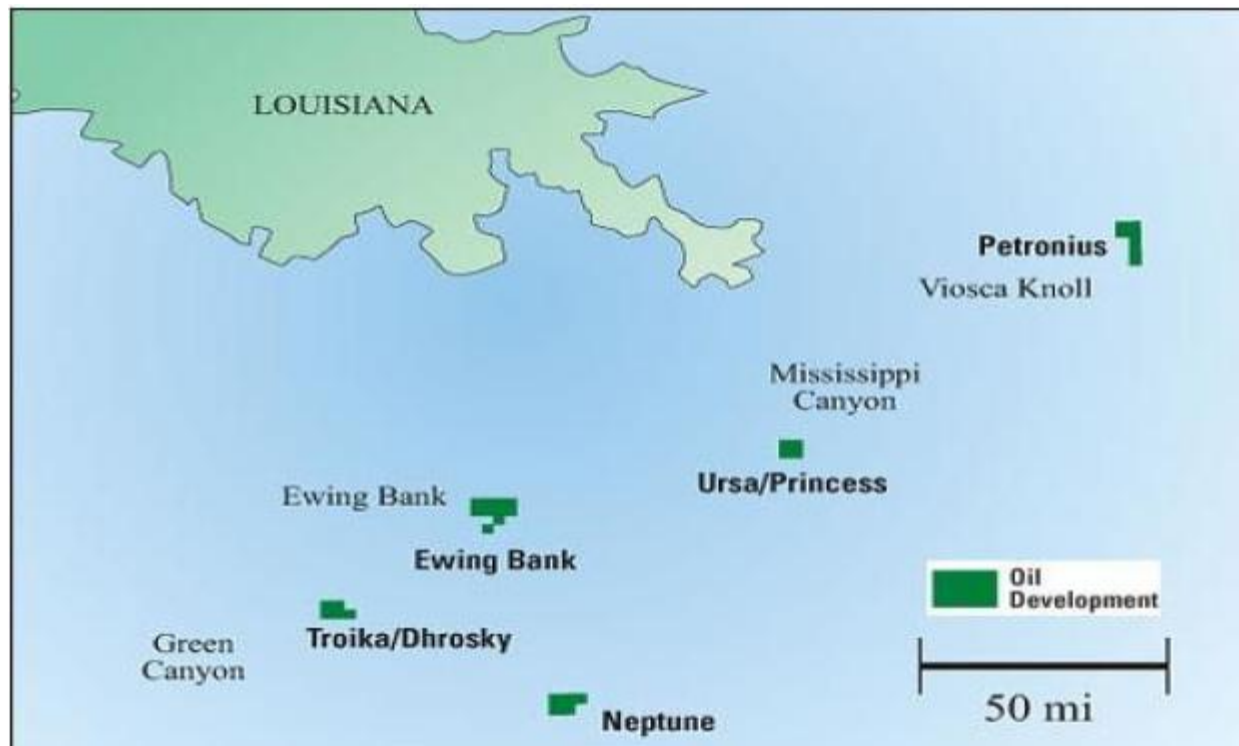 LOUISIANA
Petronius
Viosca Knoll
Mississippi
Canyon
Ursa/Princess
Ewing Bank
Ewing Bank
Troika/Dhrosky
Green
Canyon
Neptune
Oil
Development
50 mi